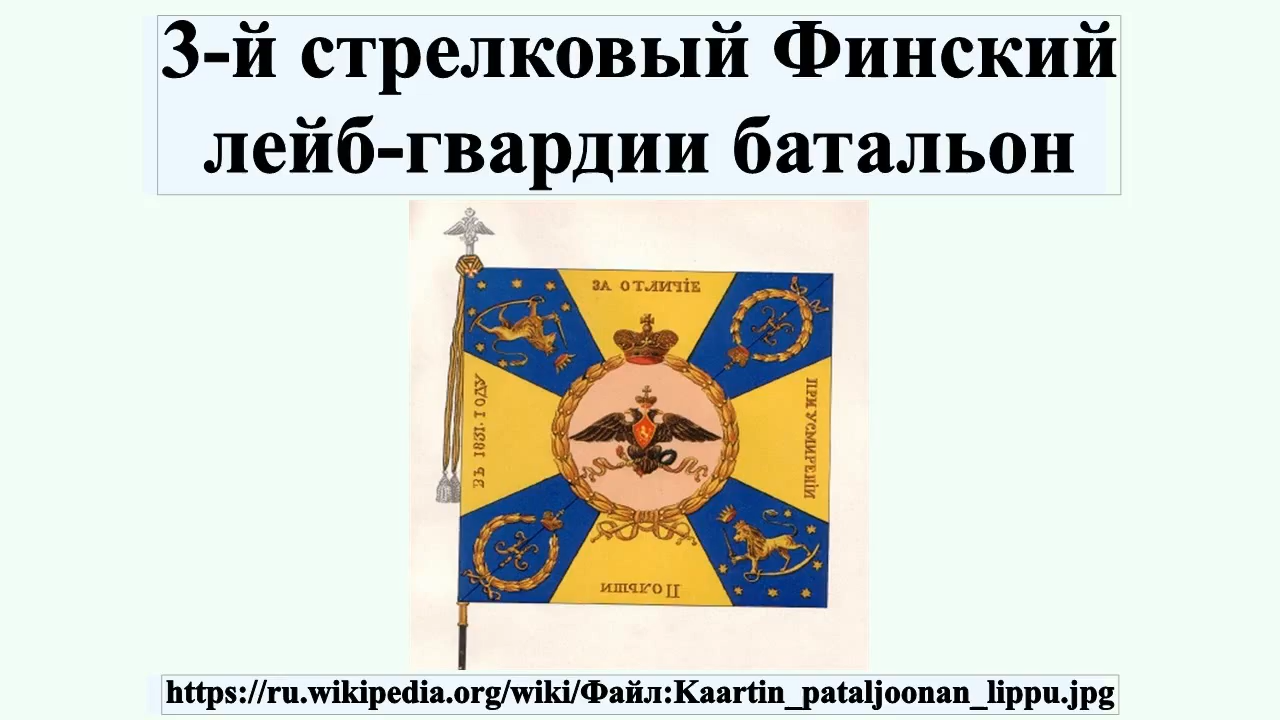 3-й стрелковый Финский
лейб-гвардии батальон
ЗА ОТЛИЧІЕ
ПРИ УСМИРЕНІИ
ПОЛЬШИ
ВЪ 1831. ГОДУ
https://ru.wikipedia.org/wiki/Файл:Kaartin_pataljoonan_lippu.jpg